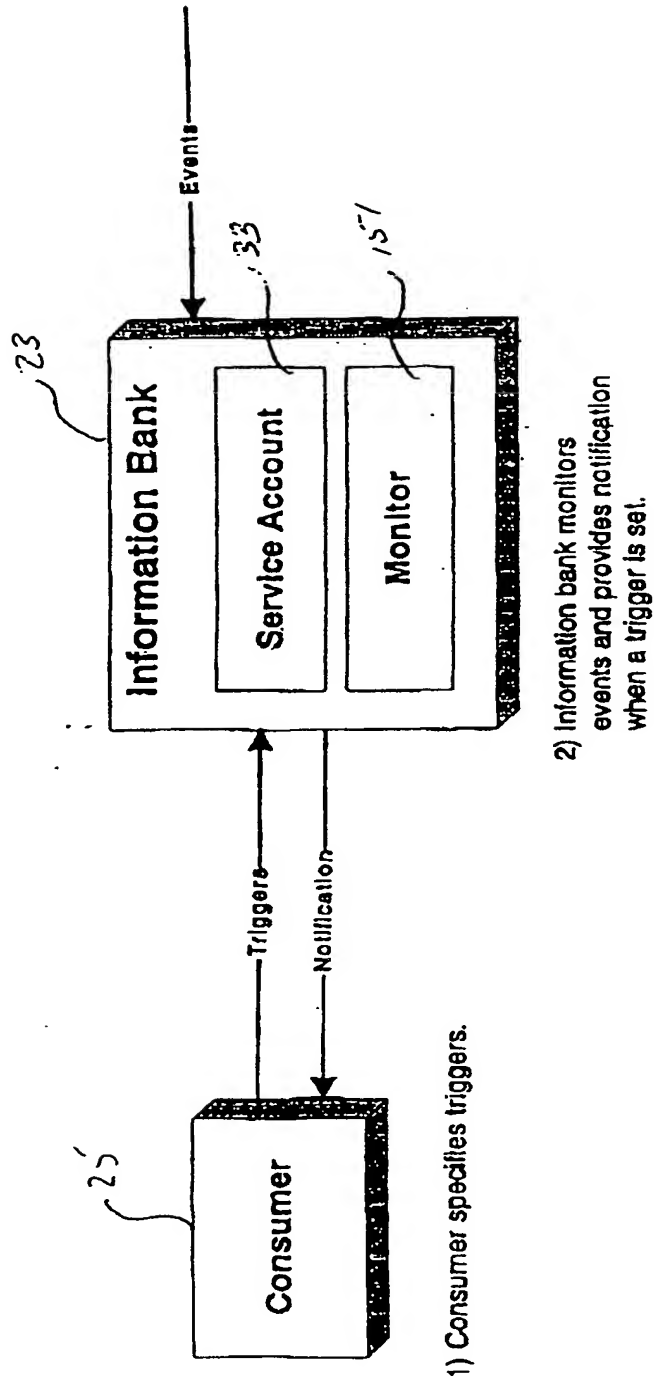 25
Consumer
1) Consumer specifies triggers.
Triggers
Notification
23
Information Bank
Service Account
33
Monitor
Events
2) Information bank monitors
events and provides notification
when a trigger is set.